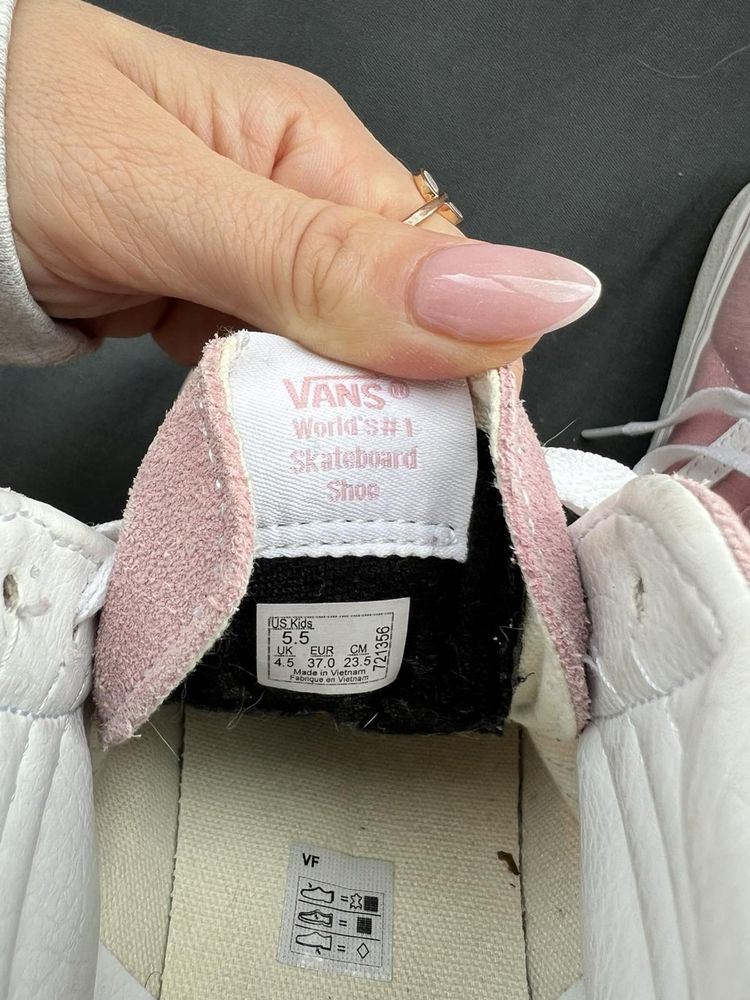 VANS®
World's #1
Skateboard
Shoe
US Kids
5.5
UK EUR CM
4.5 37.0 23.5
Made in Vietnam
Fabriqué en Vietnam
721356
VF
=
=
=